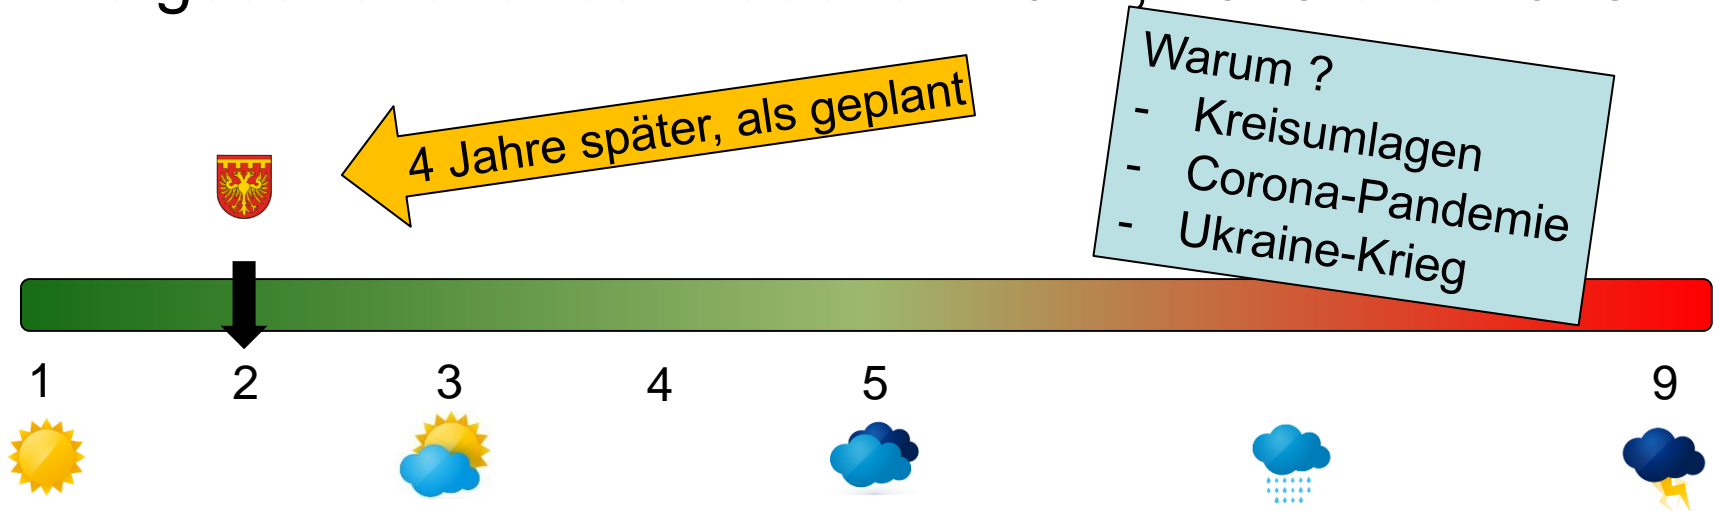 4 Jahre später, als geplant
Warum ?
- Kreisumlagen
- Corona-Pandemie
- Ukraine-Krieg
1 2 3 4 5 9